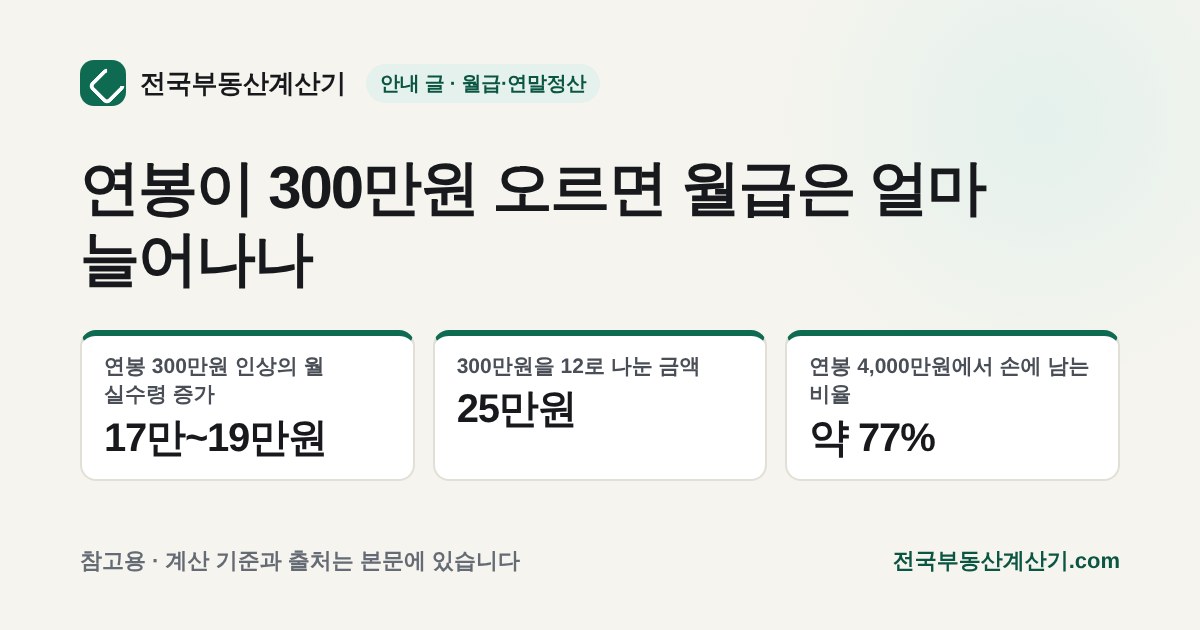 전국부동산계산기
안내 글 · 월급·연말정산
연봉이 300만원 오르면 월급은 얼마
늘어나나
연봉 300만원 인상의 월
실수령 증가
17만~19만원
300만원을 12로 나눈 금액
25만원
연봉 4,000만원에서 손에 남는
비율
약 77%
참고용 · 계산 기준과 출처는 본문에 있습니다
전국부동산계산기.com